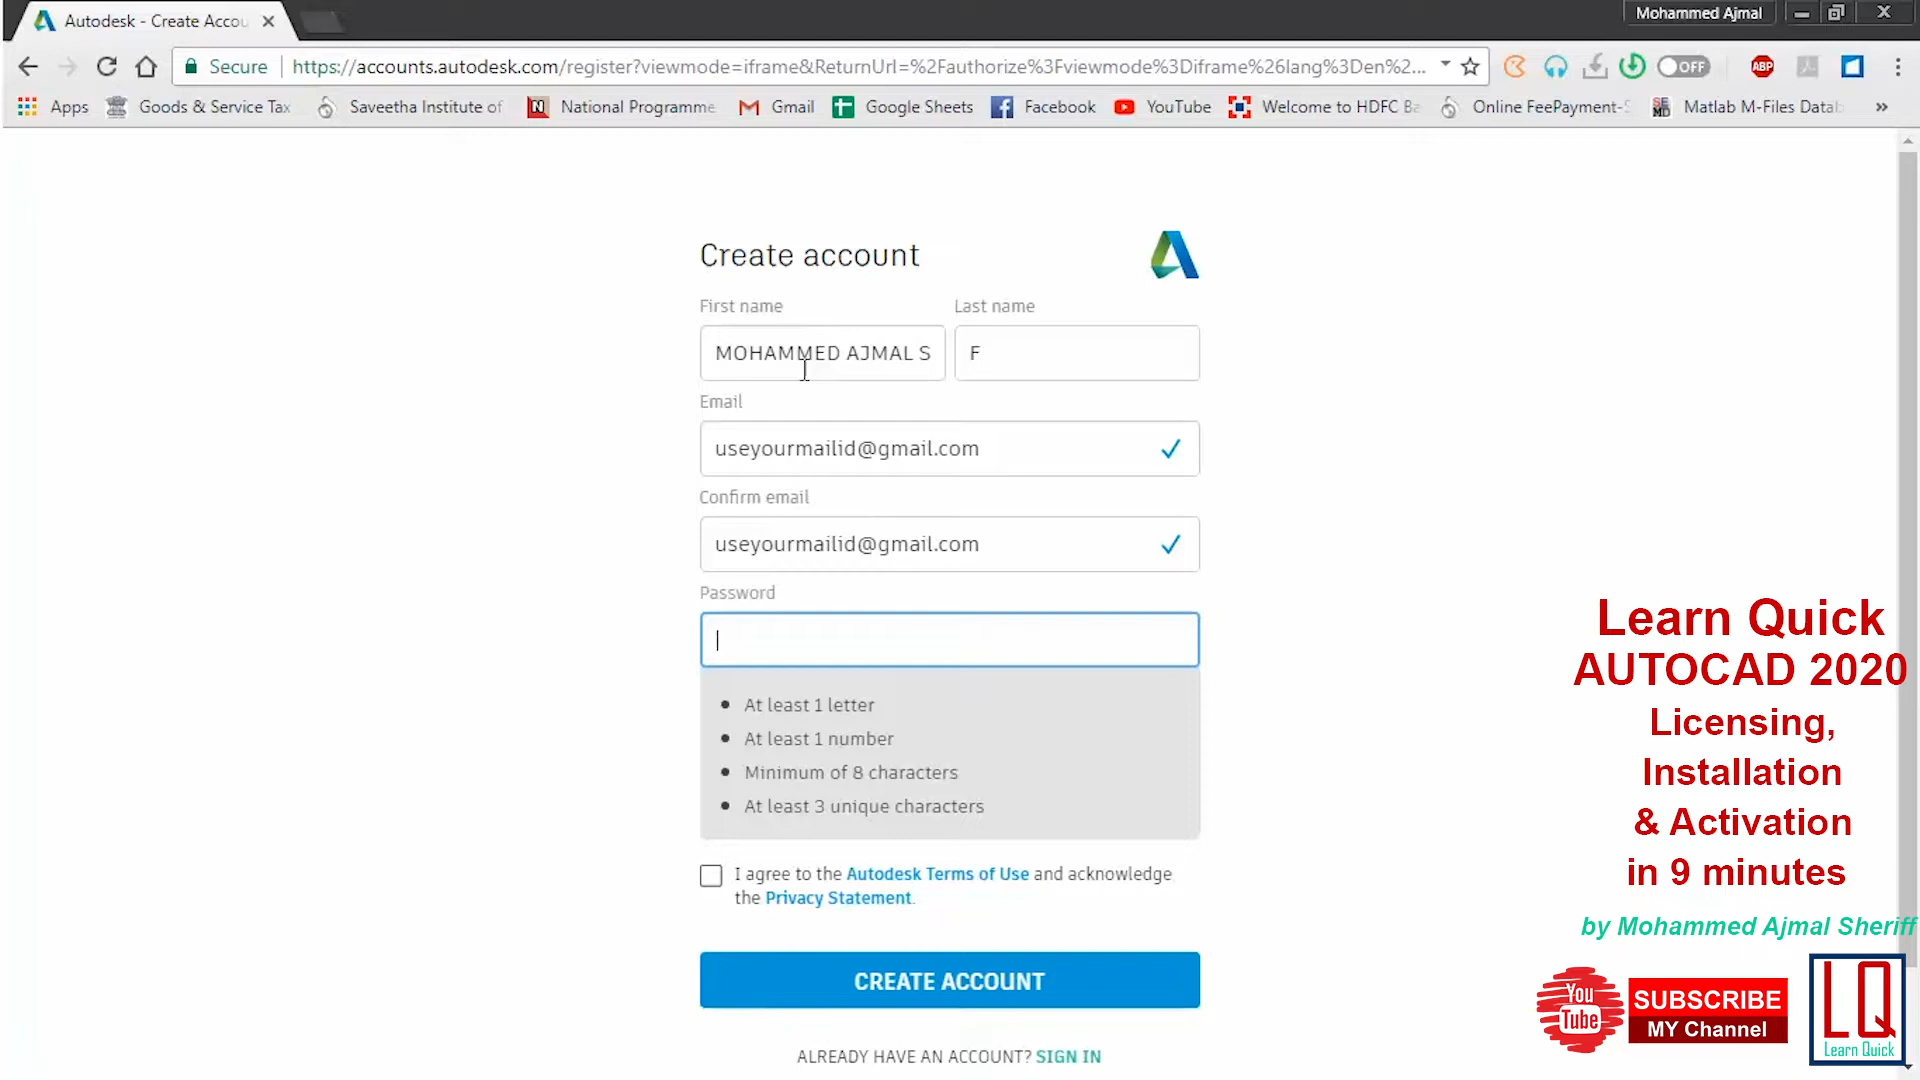 Autodesk - Create Accou
Mohammed Ajmal
Secure
https://accounts.autodesk.com/register?viewmode=iframe&ReturnUrl=%2Fauthorize%3Fviewmode%3Diframe%26lang%3Den%2...
OFF
ABP
Apps
Goods & Service Tax
Saveetha Institute of
N
National Programme
Gmail
Google Sheets
Facebook
YouTube
Welcome to HDFC Ba
Online FeePayment-S
SE
MD
Matlab M-Files Datab
»
Create account
First name
Last name
MOHAMMED AJMAL S
F
Email
useyourmailid@gmail.com
Confirm email
useyourmailid@gmail.com
Password
At least 1 letter
At least 1 number
Minimum of 8 characters
At least 3 unique characters
I agree to the Autodesk Terms of Use and acknowledge
the Privacy Statement.
CREATE ACCOUNT
ALREADY HAVE AN ACCOUNT? SIGN IN
Learn Quick
AUTOCAD 2020
Licensing,
Installation
& Activation
in 9 minutes
by Mohammed Ajmal Sheriff
You
Tube
SUBSCRIBE
MY Channel
LQ
Learn Quick